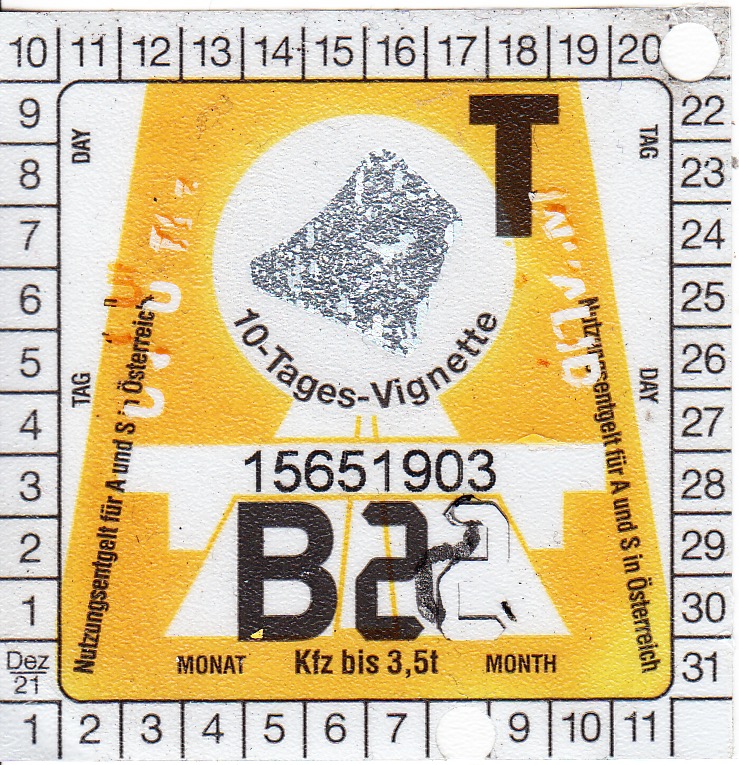 10 11 12 13 14 15 16 17 18 19 20
9 22
8 23
7 24
6 25
5 26
4 27
3 28
2 29
1 30
Dez 31
21
1 2 3 4 5 6 7 9 10 11
DAY
TAG
T
TAG
DAY
10-Tages-Vignette
Nutzungsentgelt für A und S in Österreich
Nutzungsentgelt für A und S in Österreich
15651903
B22
MONAT Kfz bis 3,5t MONTH